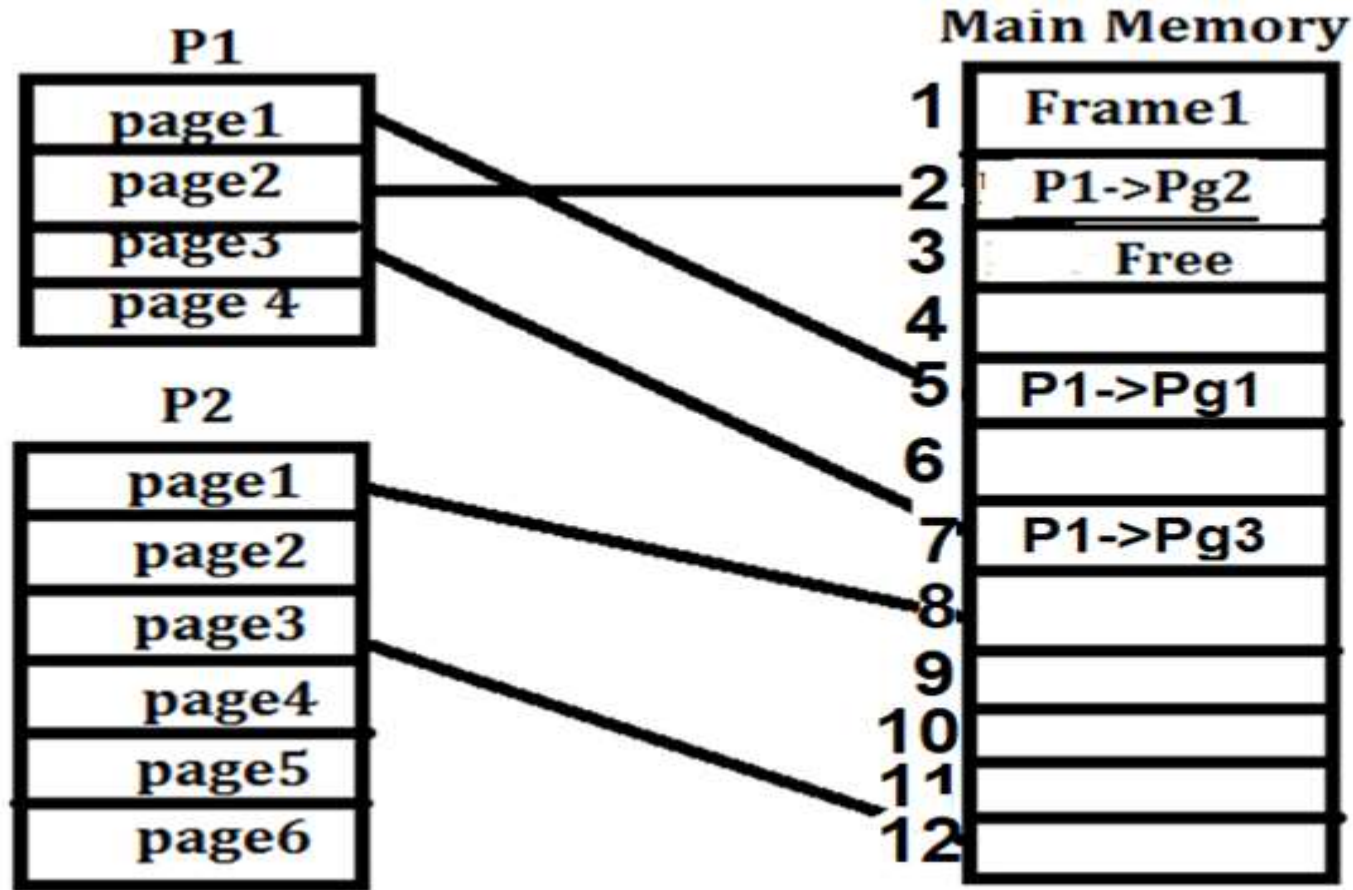 P1
page1
page2
page3
page 4
P2
page1
page2
page3
page4
page5
page6
Main Memory
1 Frame1
2 P1->Pg2
3 Free
4
5 P1->Pg1
6
7 P1->Pg3
8
9
10
11
12